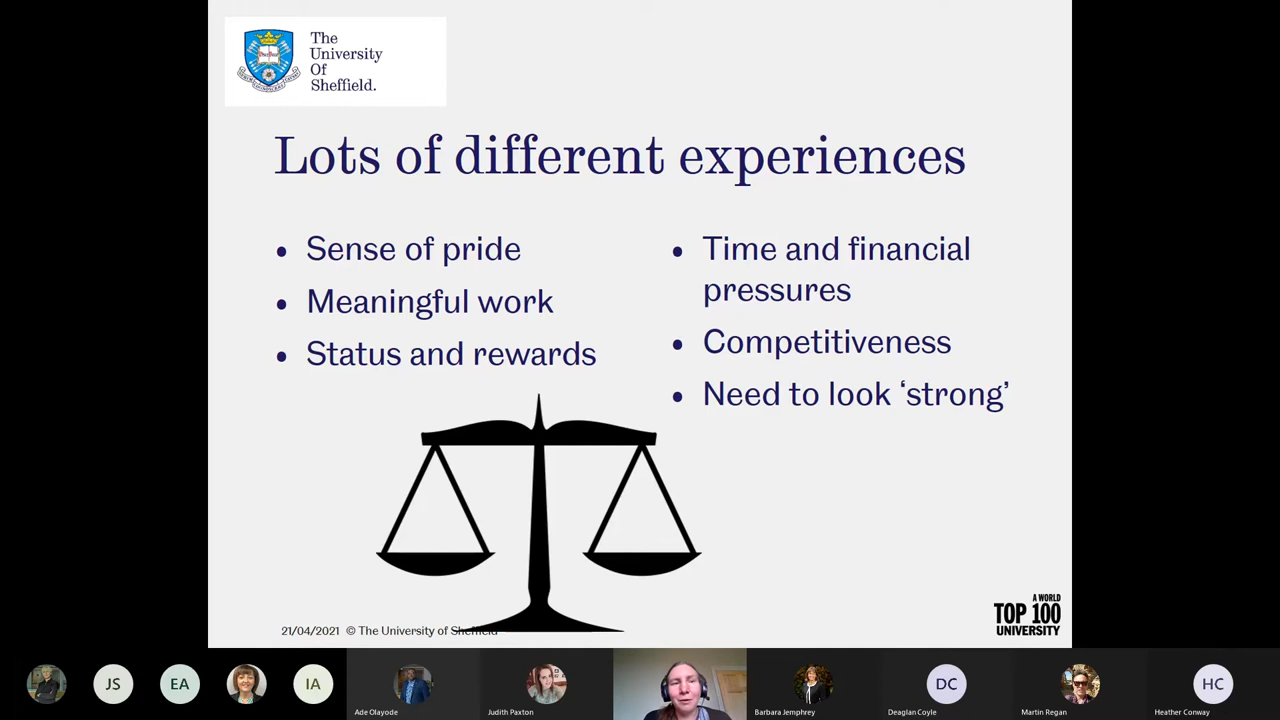 The
University
Of
Sheffield.
Lots of different experiences
• Sense of pride
• Meaningful work
• Status and rewards
• Time and financial
pressures
• Competitiveness
• Need to look ‘strong’
21/04/2021 © The University of Sheffield
A WORLD
TOP 100
UNIVERSITY
JS
EA
IA
Ade Olayode
Judith Paxton
Barbara Jemphrey
DC
Deaglan Coyle
Martin Regan
HC
Heather Conway